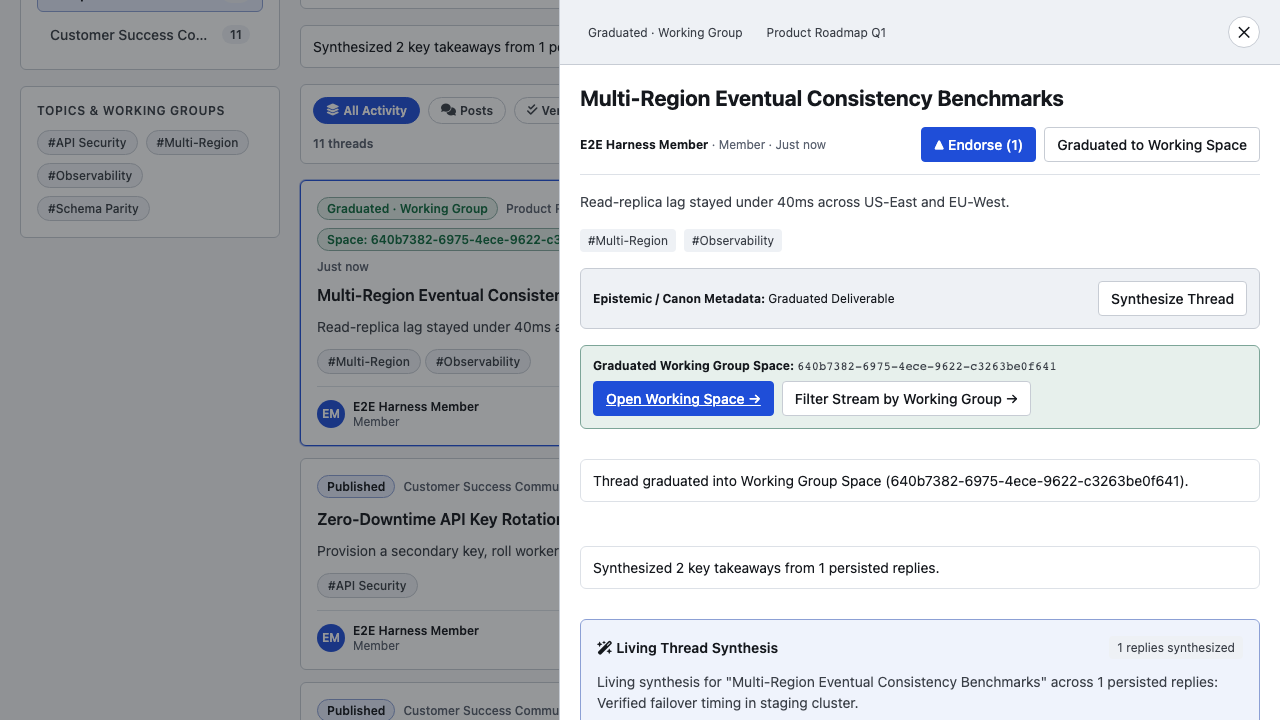 Customer Success Co... 11
TOPICS & WORKING GROUPS
#API Security #Multi-Region
#Observability
#Schema Parity
Synthesized 2 key takeaways from 1
All Activity Posts
11 threads
Graduated · Working Group Product
Space: 640b7382-6975-4ece-9622-c3
Just now
Multi-Region Eventual
Read-replica lag stayed under 40ms
#Multi-Region #Observability
EM E2E Harness Member
Member
Published Customer Success
Zero-Downtime API Key
Provision a secondary key, roll
#API Security
EM E2E Harness Member
Member
Published Customer Success
Graduated · Working Group Product Roadmap Q1
Multi-Region Eventual Consistency Benchmarks
E2E Harness Member · Member · Just now
Endorse (1) Graduated to Working Space
Read-replica lag stayed under 40ms across US-East and EU-West.
#Multi-Region #Observability
Epistemic / Canon Metadata: Graduated Deliverable Synthesize Thread
Graduated Working Group Space: 640b7382-6975-4ece-9622-c3263be0f641
Open Working Space → Filter Stream by Working Group →
Thread graduated into Working Group Space (640b7382-6975-4ece-9622-c3263be0f641).
Synthesized 2 key takeaways from 1 persisted replies.
Living Thread Synthesis 1 replies synthesized
Living synthesis for "Multi-Region Eventual Consistency Benchmarks" across 1 persisted replies:
Verified failover timing in staging cluster.